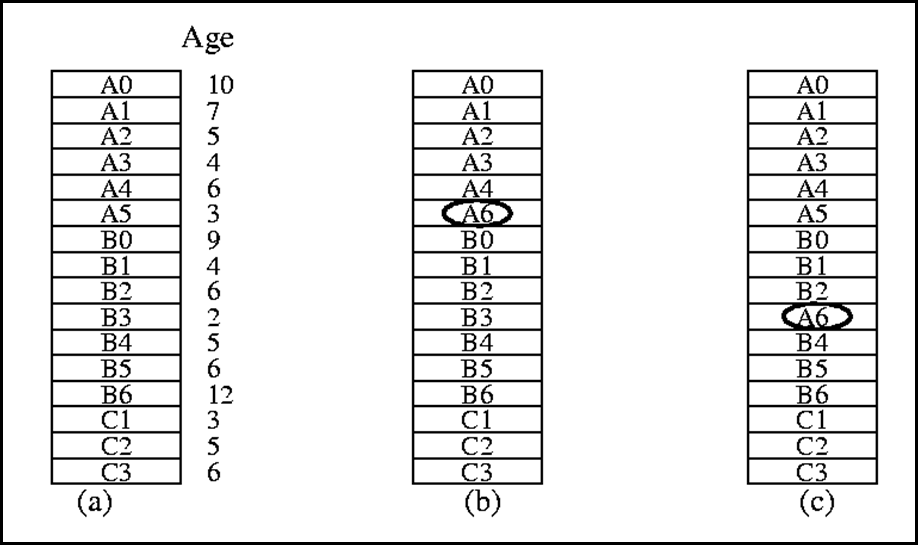 Age
A0 10 A0 A0
A1 7 A1 A1
A2 5 A2 A2
A3 4 A3 A3
A4 6 A4 A4
A5 3 A6 A5
B0 9 B0 B0
B1 4 B1 B1
B2 6 B2 B2
B3 2 B3 A6
B4 5 B4 B4
B5 6 B5 B5
B6 12 B6 B6
C1 3 C1 C1
C2 5 C2 C2
C3 6 C3 C3
(a) (b) (c)